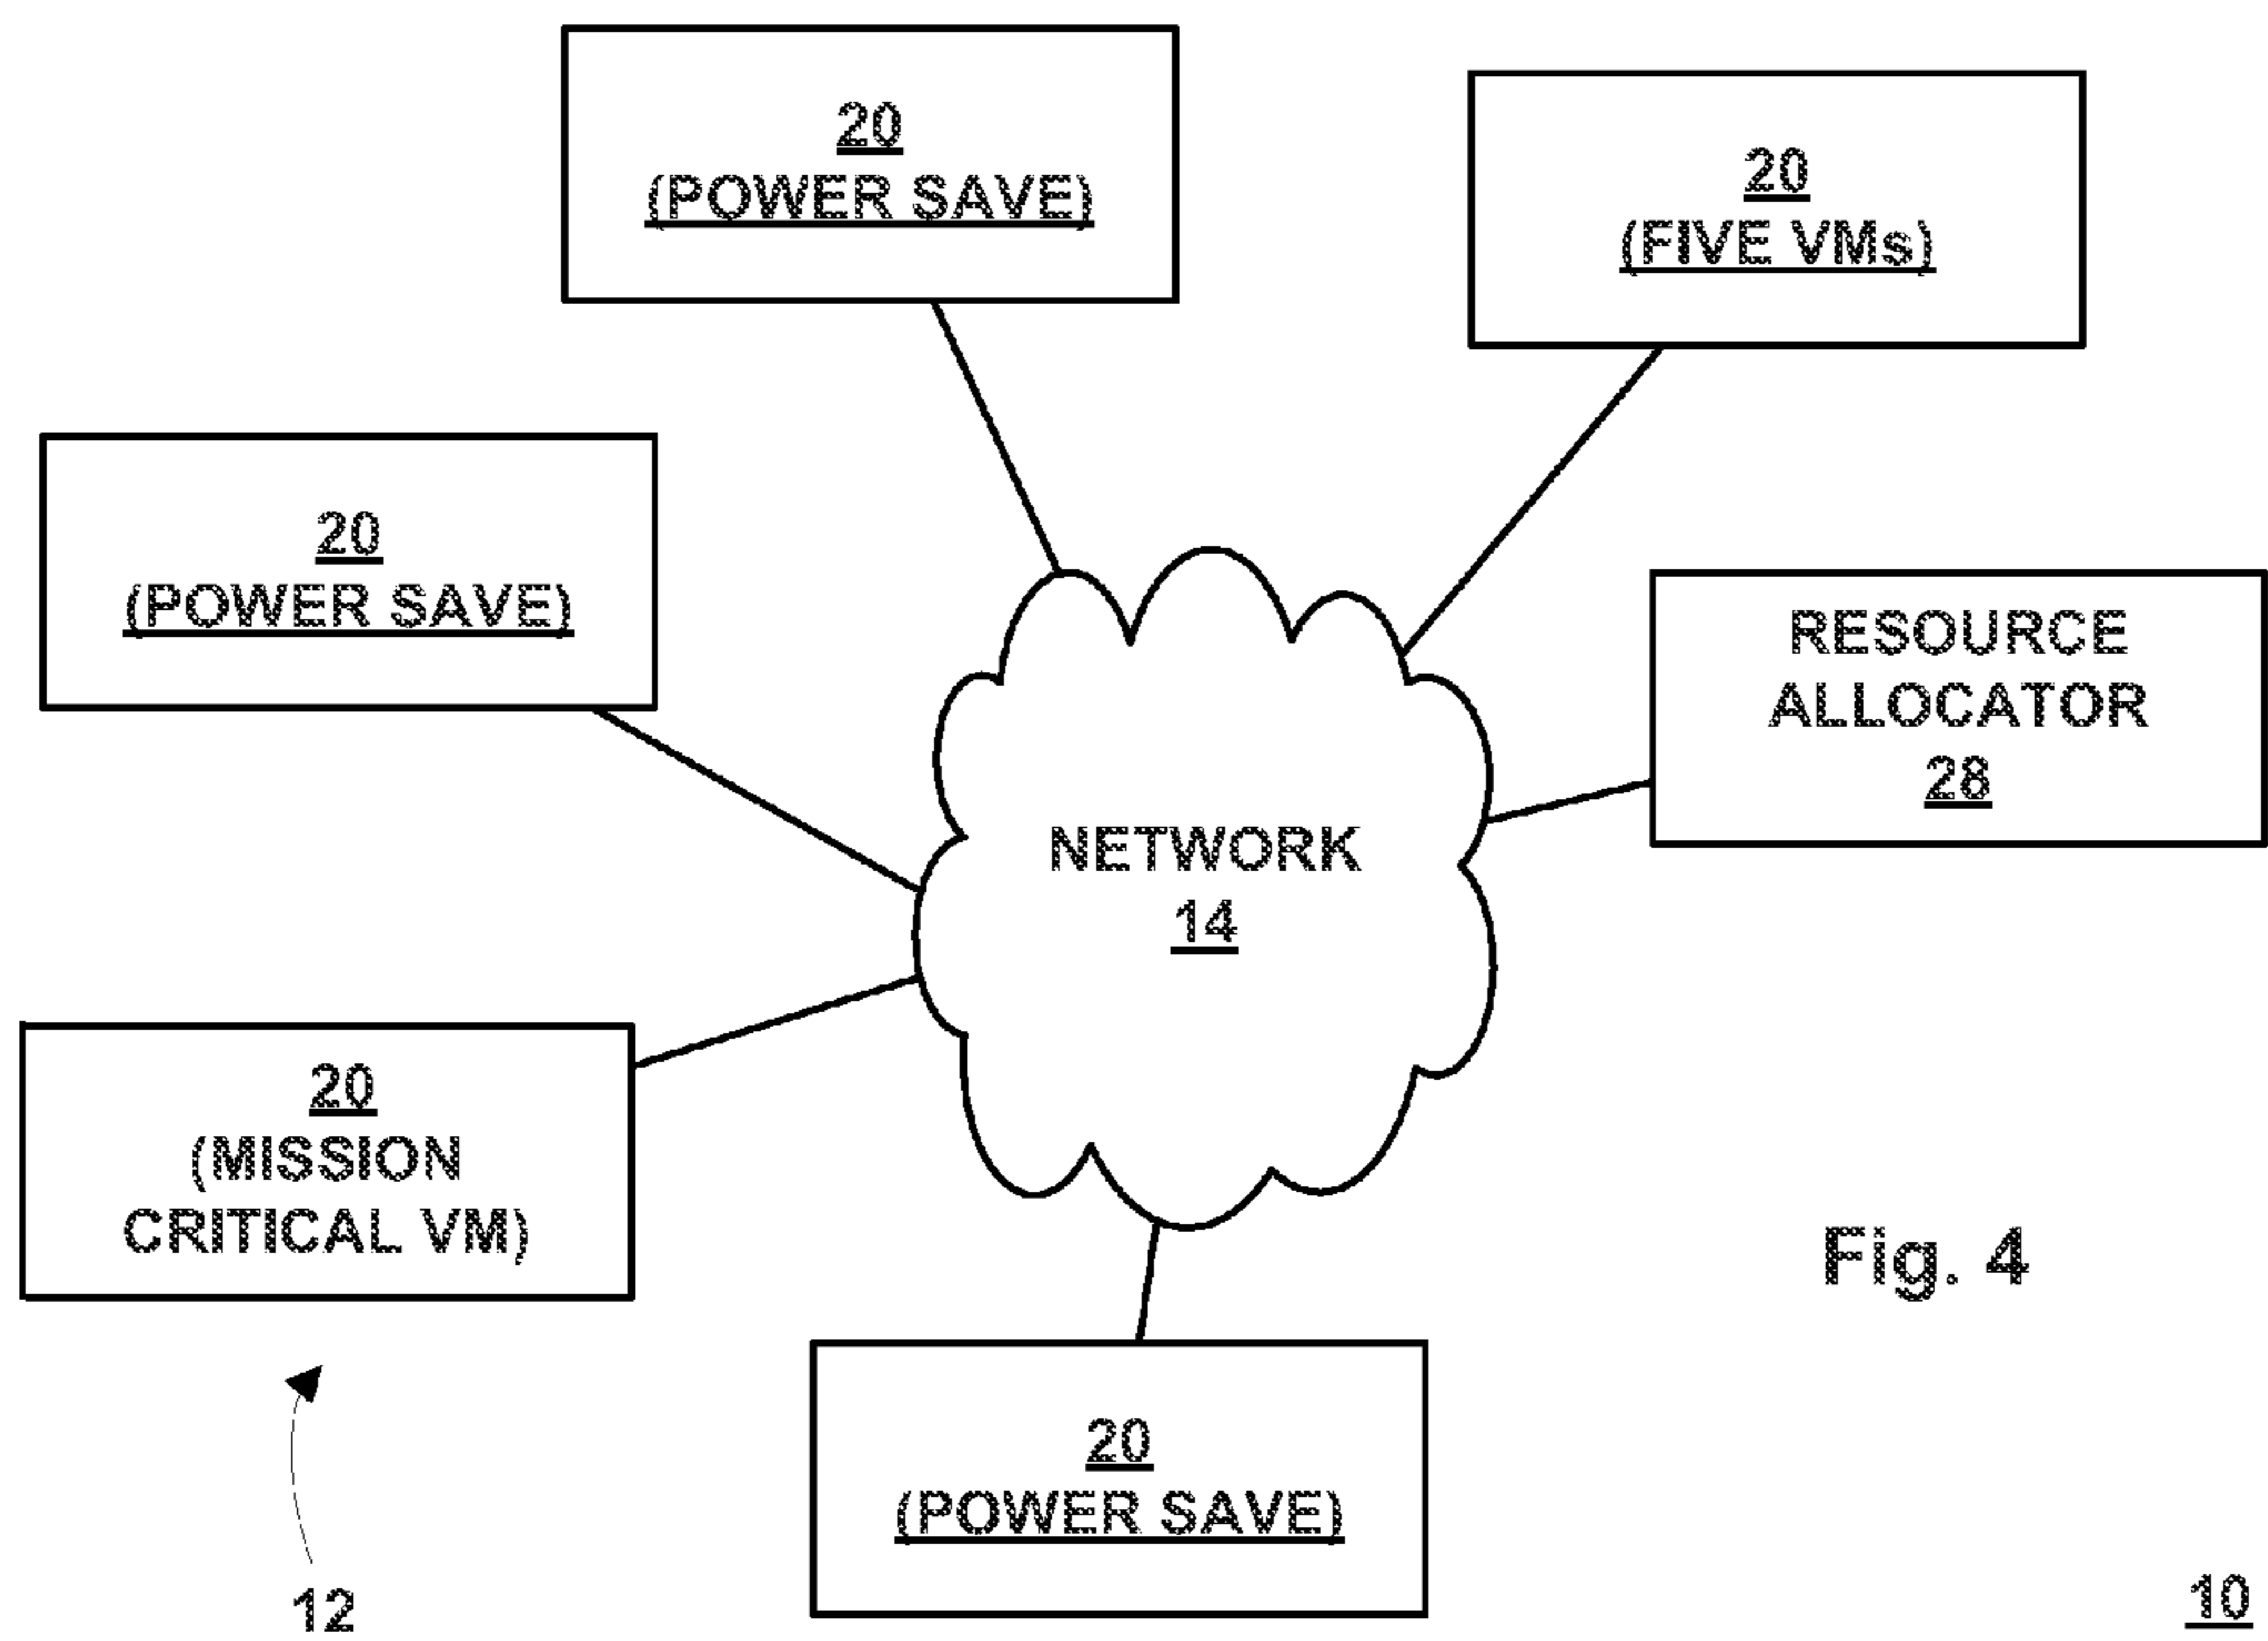 20
(POWER SAVE)
20
(FIVE VMs)
20
(POWER SAVE)
RESOURCE
ALLOCATOR
28
NETWORK
14
20
(MISSION
CRITICAL VM)
Fig. 4
20
(POWER SAVE)
12
10